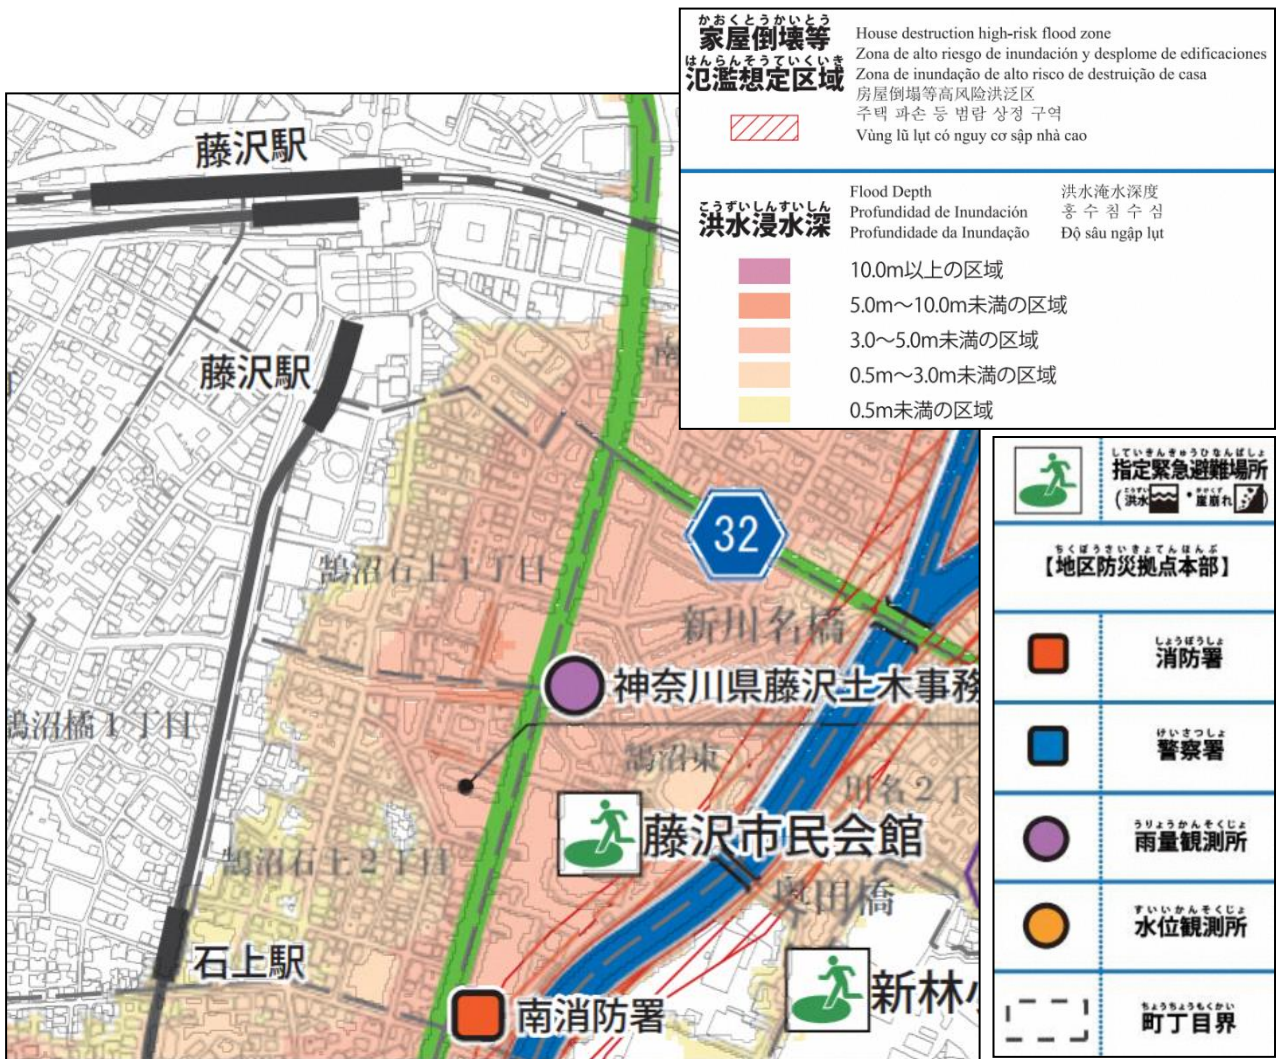 かおくとうかいとう
家屋倒壊等
はんらんそうていくいき
氾濫想定区域
House destruction high-risk flood zone
Zona de alto riesgo de inundación y desplome de edificaciones
Zona de inundação de alto risco de destruição de casa
房屋倒塌等高风险洪泛区
주택 파손 등 범람 상정 구역
Vùng lũ lụt có nguy cơ sập nhà cao
こうずいしんすいしん
洪水浸水深
Flood Depth
Profundidad de Inundación
Profundidade da Inundação
洪水淹水深度
홍수침수심
Độ sâu ngập lụt
10.0m以上の区域
5.0m～10.0m未満の区域
3.0～5.0m未満の区域
0.5m～3.0m未満の区域
0.5m未満の区域
していきんきゅうひなんばしょ
指定緊急避難場所
こうずい がけくず
(洪水・崖崩れ)
ちくぼうさいきょてんほんぶ
【地区防災拠点本部】
しょうぼうしょ
消防署
けいさつしょ
警察署
うりょうかんそくじょ
雨量観測所
すいいかんそくじょ
水位観測所
ちょうちょうもくかい
町丁目界
藤沢駅
藤沢駅
32
鵠沼石上1丁目
新川名橋
神奈川県藤沢土木事務
鵠沼橘1丁目
鵠沼東
川名2丁
藤沢市民会館
鵠沼石上2丁目
奥田橋
石上駅
新林
南消防署